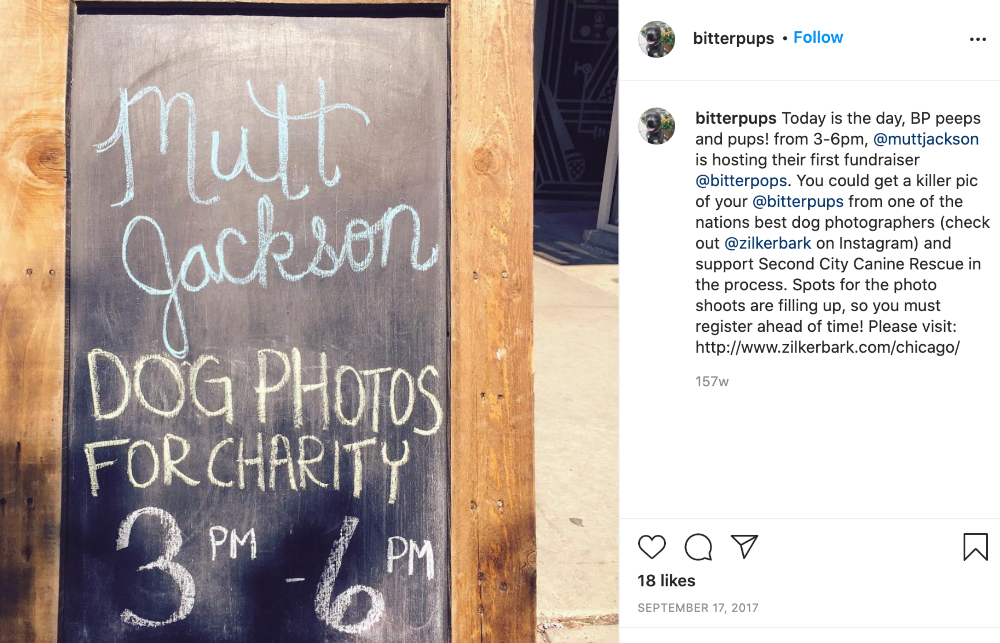 Mutt
Jackson
DOG PHOTOS
FOR CHARITY
3 PM - 6 PM
bitterpups • Follow
bitterpups Today is the day, BP peeps
and pups! from 3-6pm, @muttjackson
is hosting their first fundraiser
@bitterpops. You could get a killer pic
of your @bitterpups from one of the
nations best dog photographers (check
out @zilkerbark on Instagram) and
support Second City Canine Rescue in
the process. Spots for the photo
shoots are filling up, so you must
register ahead of time! Please visit:
http://www.zilkerbark.com/chicago/
157w
18 likes
SEPTEMBER 17, 2017